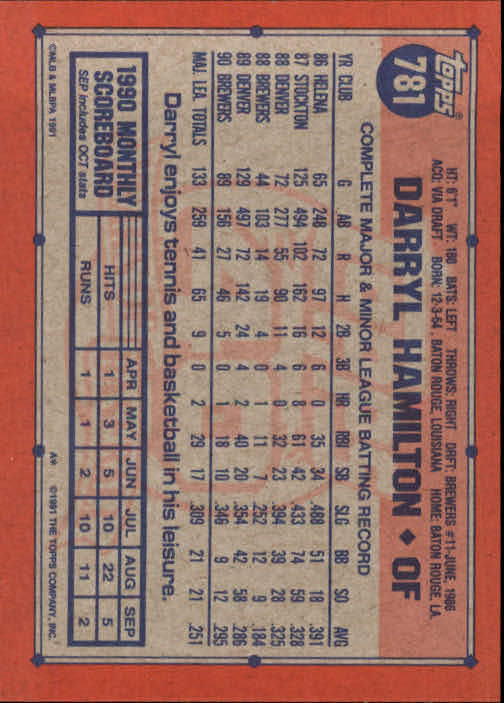 topps®
781
HT: 6'1" WT: 180 BATS: LEFT THROWS: RIGHT DRFT: BREWERS #11-JUNE, 1986
ACQ: VIA DRAFT BORN: 12-3-64 BATON ROUGE, LOUISIANA HOME: BATON ROUGE, LA.
DARRYL HAMILTON ◆ OF
COMPLETE MAJOR & MINOR LEAGUE BATTING RECORD
YR CLUB G AB R H 2B 3B HR RBI SB SLG BB SO AVG
86 HELENA 65 248 72 97 12 6 0 35 34 .488 51 18 .391
87 STOCKTON 125 494 102 162 16 6 8 61 42 .433 74 59 .328
88 DENVER 72 277 55 90 11 4 0 32 23 .394 39 28 .325
88 BREWERS 44 103 14 19 4 0 1 11 7 .252 12 9 .184
89 DENVER 129 497 72 142 24 4 2 40 20 .354 42 58 .286
90 BREWERS 89 156 27 46 5 0 1 18 10 .346 9 12 .295
MAJ. LEA. TOTALS 133 259 41 65 9 0 2 29 17 .309 21 21 .251
Darryl enjoys tennis and basketball in his leisure.
1990 MONTHLY
SCOREBOARD
SEP includes OCT stats
APR MAY JUN JUL AUG SEP
HITS 1 3 5 10 22 5
RUNS 1 1 2 10 11 2
©MLB & MLBPA 1991
A* ©1991 THE TOPPS COMPANY, INC.